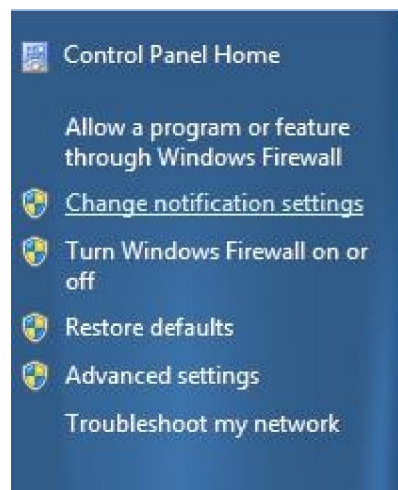 Control Panel Home
Allow a program or feature
through Windows Firewall
Change notification settings
Turn Windows Firewall on or
off
Restore defaults
Advanced settings
Troubleshoot my network